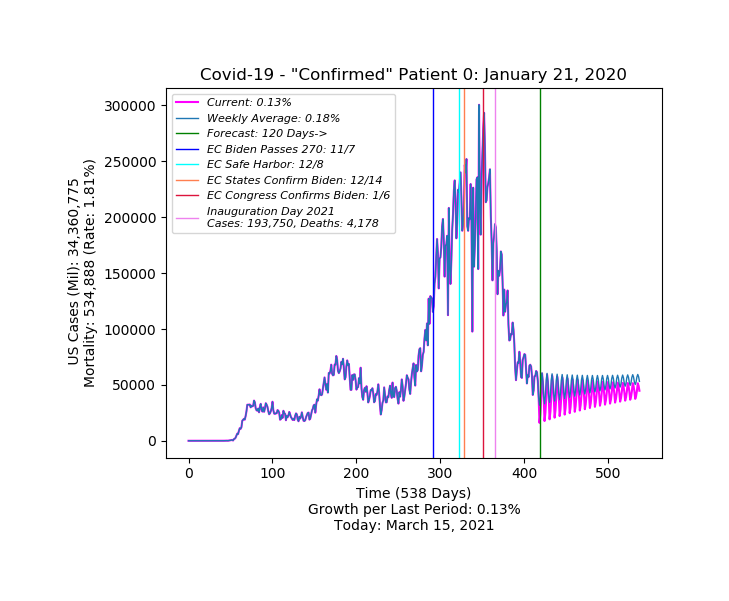 Covid-19 - "Confirmed" Patient 0: January 21, 2020
Current: 0.13%
Weekly Average: 0.18%
Forecast: 120 Days->
EC Biden Passes 270: 11/7
EC Safe Harbor: 12/8
EC States Confirm Biden: 12/14
EC Congress Confirms Biden: 1/6
Inauguration Day 2021
Cases: 193,750, Deaths: 4,178
US Cases (Mil): 34,360,775
Mortality: 534,888 (Rate: 1.81%)
300000
250000
200000
150000
100000
50000
0
0 100 200 300 400 500
Time (538 Days)
Growth per Last Period: 0.13%
Today: March 15, 2021